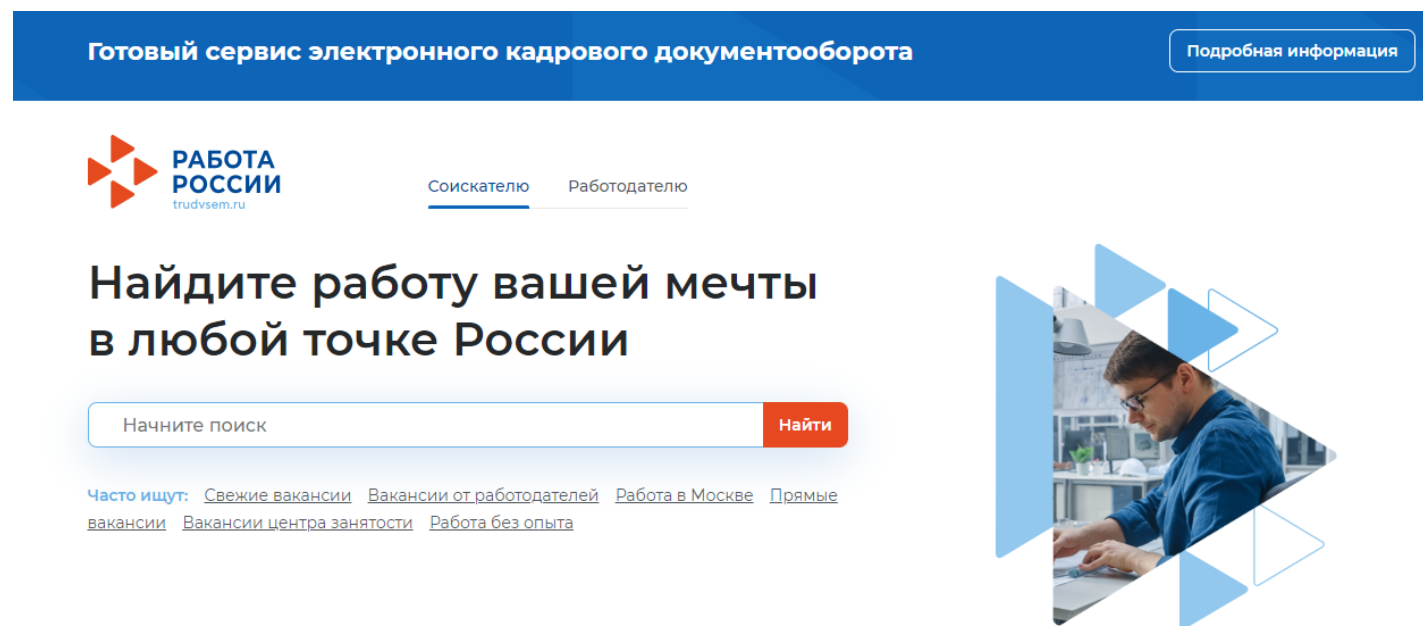 Готовый сервис электронного кадрового документооборота
Подробная информация
РАБОТА
РОССИИ
trudvsem.ru
Соискателю Работодателю
Найдите работу вашей мечты
в любой точке России
Начните поиск
Найти
Часто ищут: Свежие вакансии Вакансии от работодателей Работа в Москве Прямые
вакансии Вакансии центра занятости Работа без опыта